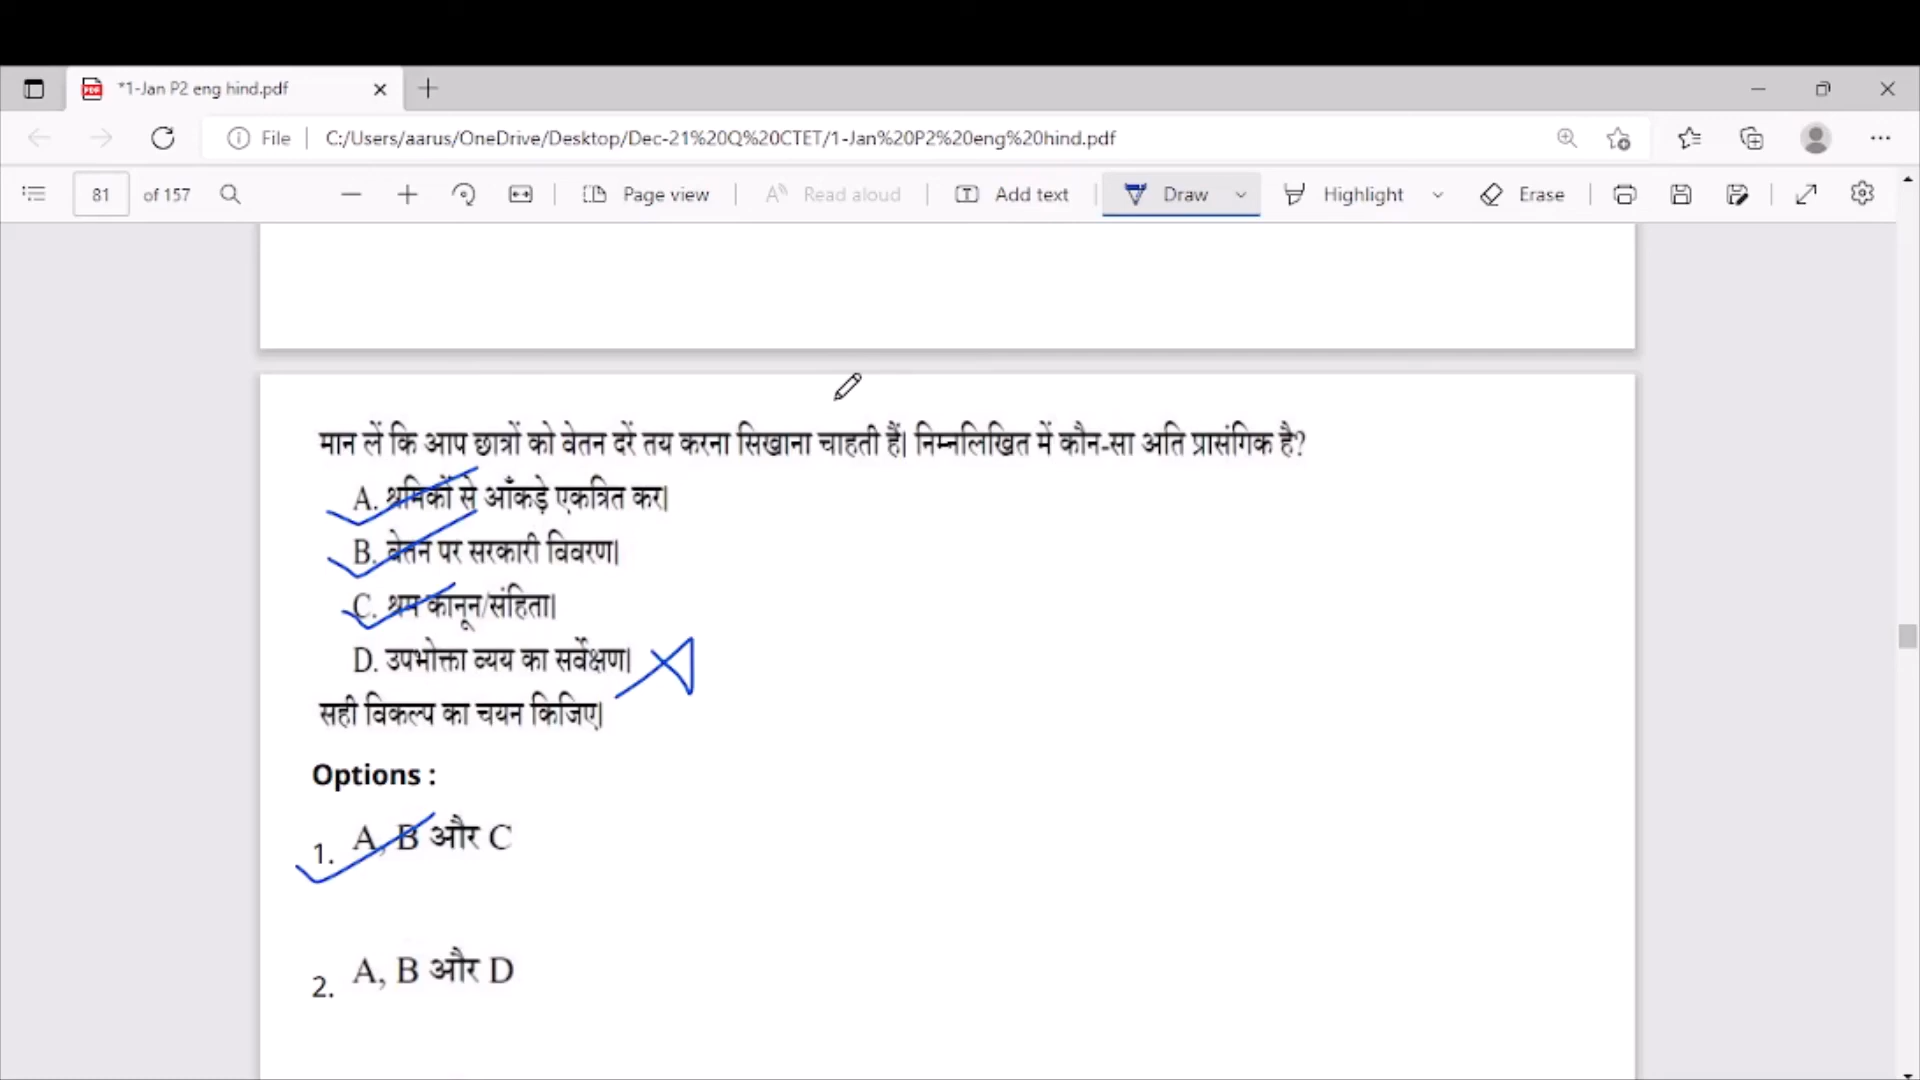 *1-Jan P2 eng hind.pdf
File C:/Users/aarus/OneDrive/Desktop/Dec-21%20Q%20CTET/1-Jan%20P2%20eng%20hind.pdf
81 of 157 Page view Read aloud Add text Draw Highlight Erase
मान लें कि आप छात्रों को वेतन दरें तय करना सिखाना चाहती हैं| निम्नलिखित में कौन-सा अति प्रासंगिक है?
A. श्रमिकों से आँकड़े एकत्रित कर|
B. वेतन पर सरकारी विवरण|
C. श्रम कानून/संहिता|
D. उपभोक्ता व्यय का सर्वेक्षण|
सही विकल्प का चयन किजिए|
Options :
1. A, B और C
2. A, B और D